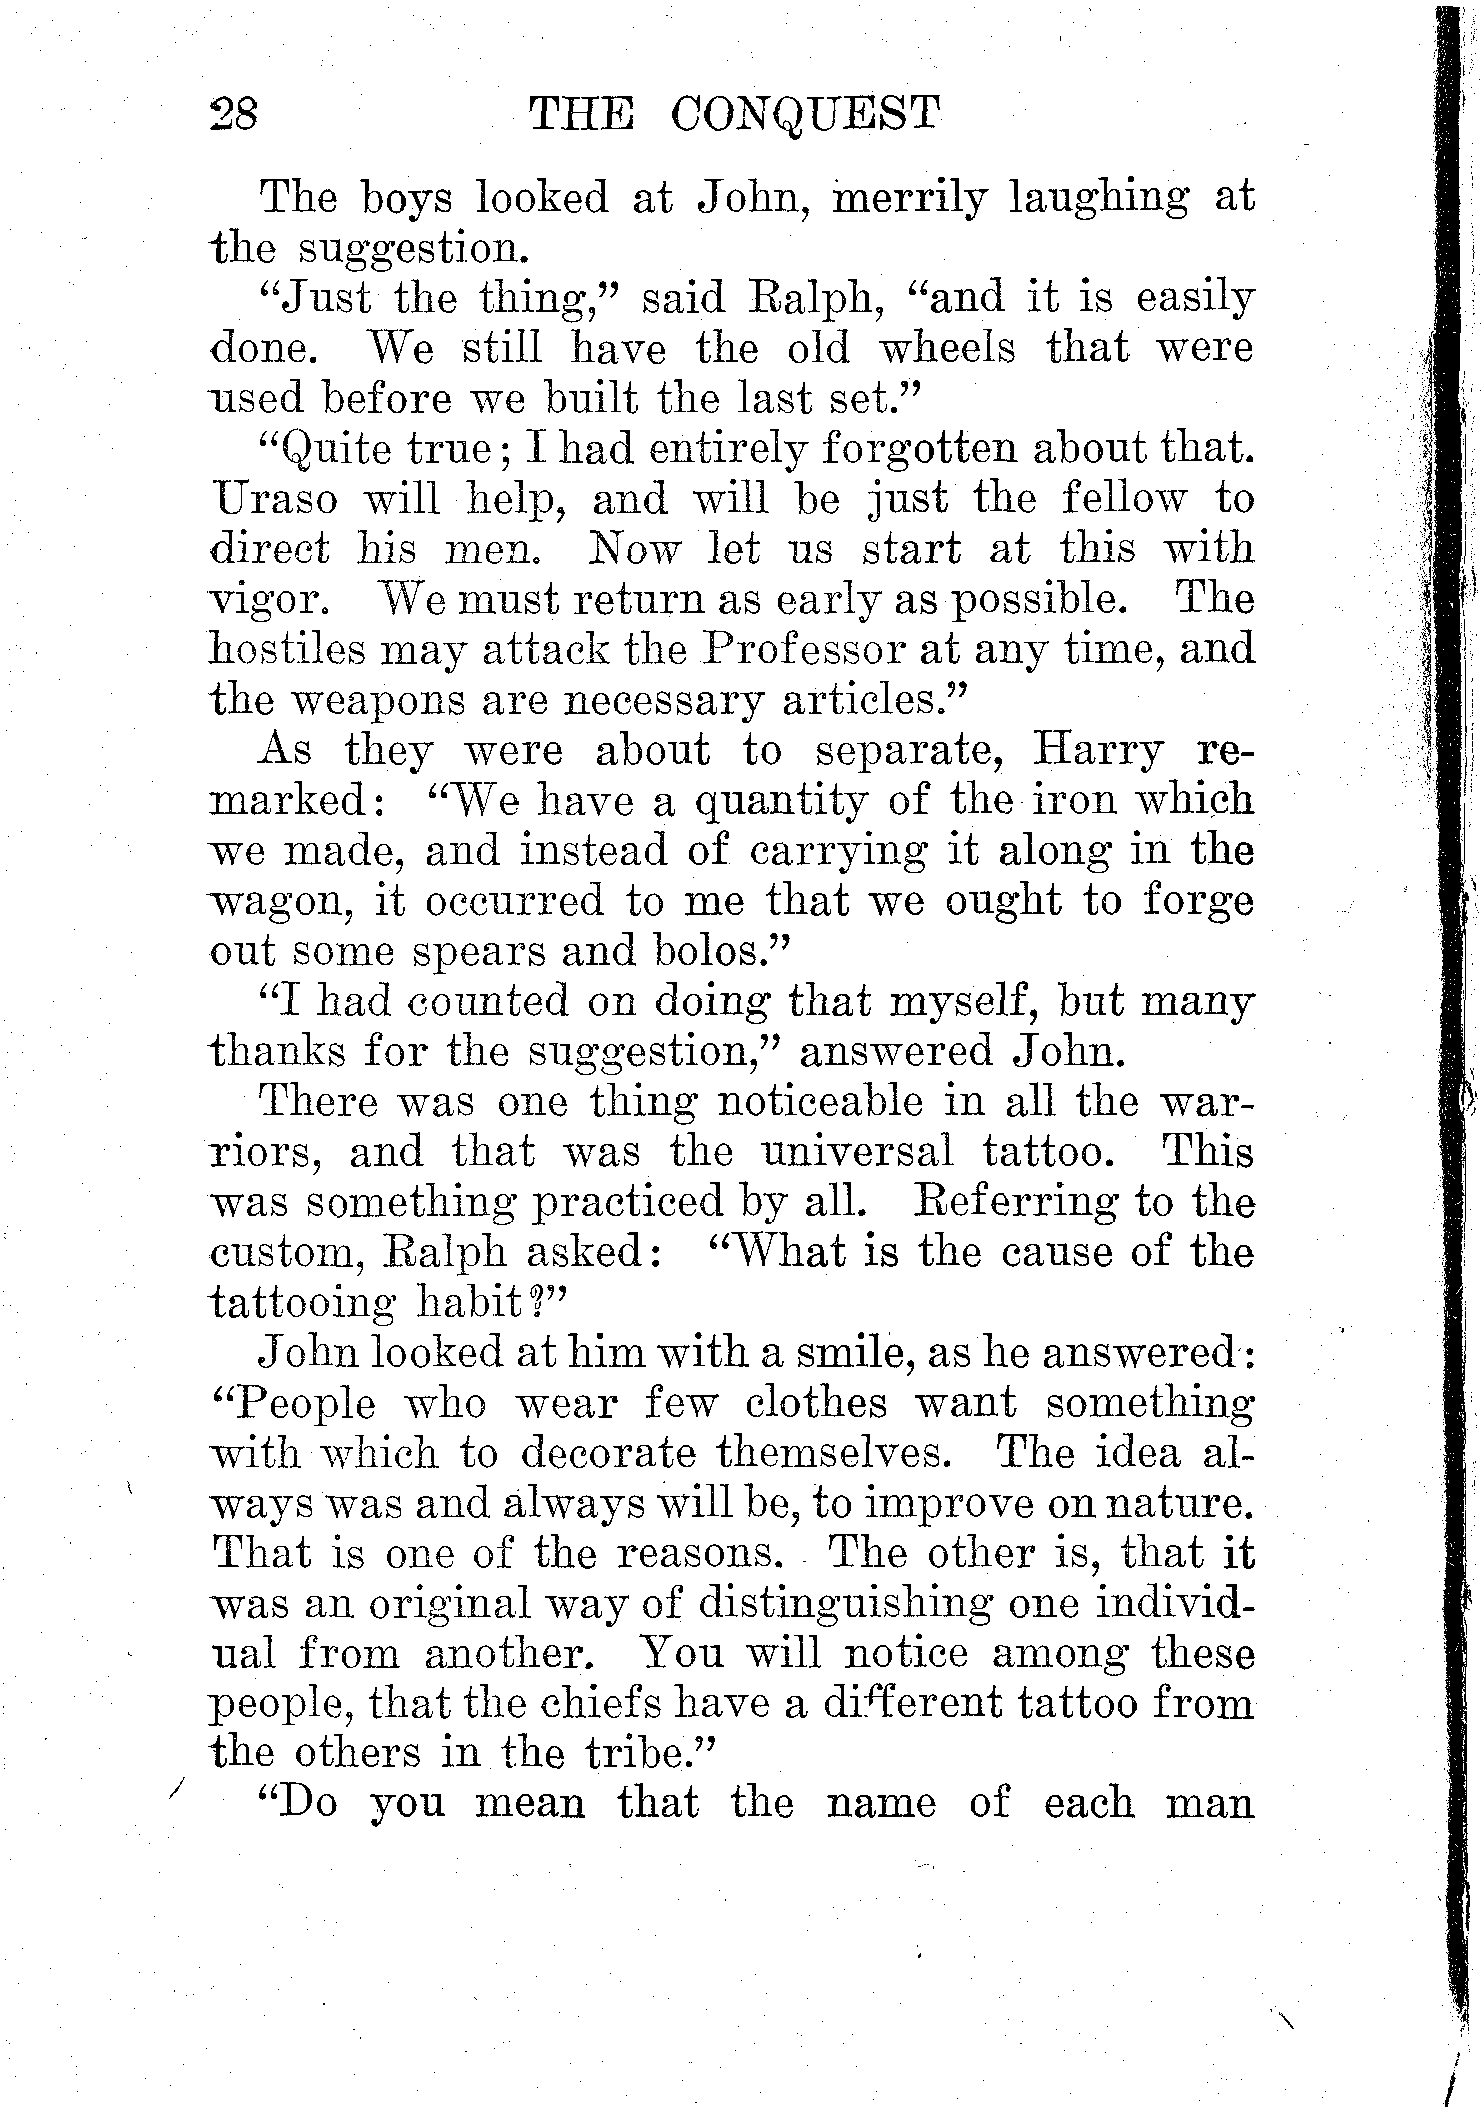 28 THE CONQUEST
The boys looked at John, merrily laughing at
the suggestion.
“Just the thing,” said Ralph, “and it is easily
done. We still have the old wheels that were
used before we built the last set.”
“Quite true; I had entirely forgotten about that.
Uraso will help, and will be just the fellow to
direct his men. Now let us start at this with
vigor. We must return as early as possible. The
hostiles may attack the Professor at any time, and
the weapons are necessary articles.”
As they were about to separate, Harry re-
marked: “We have a quantity of the iron which
we made, and instead of carrying it along in the
wagon, it occurred to me that we ought to forge
out some spears and bolos.”
“I had counted on doing that myself, but many
thanks for the suggestion,” answered John.
There was one thing noticeable in all the war-
riors, and that was the universal tattoo. This
was something practiced by all. Referring to the
custom, Ralph asked: “What is the cause of the
tattooing habit?”
John looked at him with a smile, as he answered:
“People who wear few clothes want something
with which to decorate themselves. The idea al-
ways was and always will be, to improve on nature.
That is one of the reasons. The other is, that it
was an original way of distinguishing one individ-
ual from another. You will notice among these
people, that the chiefs have a different tattoo from
the others in the tribe.”
“Do you mean that the name of each man